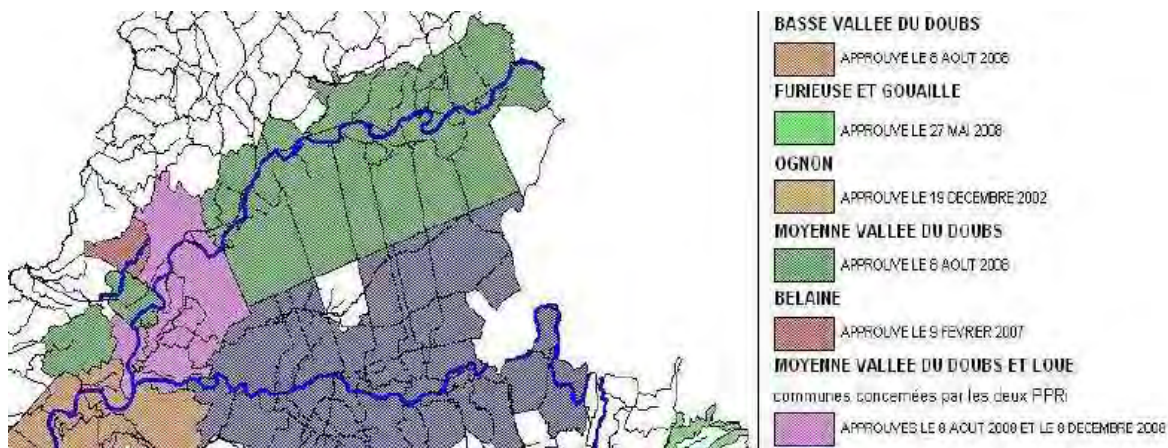 BASSE VALLEE DU DOUBS
APPROUVE LE 8 AOUT 2008
FURIEUSE ET GOUAILLE
APPROUVE LE 27 MAI 2008
OGNON
APPROUVE LE 19 DECEMBRE 2002
MOYENNE VALLEE DU DOUBS
APPROUVE LE 8 AOUT 2008
BELAINE
APPROUVE LE 9 FEVRIER 2007
MOYENNE VALLEE DU DOUBS ET LOUE
communes concernées par les deux PPRi
APPROUVES LE 8 AOUT 2008 ET LE 8 DECEMBRE 2008